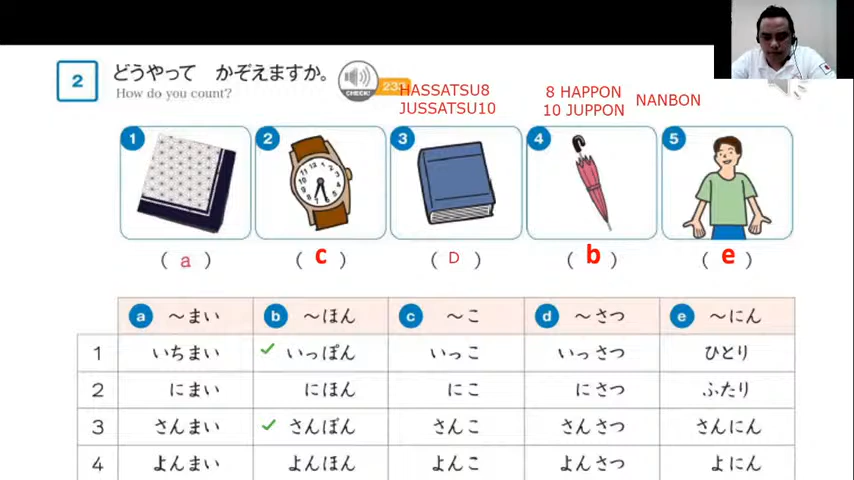 2 どうやって かぞえますか。 CHECK! 230 HASSATSU8
How do you count? JUSSATSU10
8 HAPPON
10 JUPPON
NANBON
1 2 3 4 5
( a ) ( c ) ( D ) ( b ) ( e )
a ～まい b ～ほん c ～こ d ～さつ e ～にん
1 いちまい いっぽん いっこ いっさつ ひとり
2 にまい にほん にこ にさつ ふたり
3 さんまい さんぼん さんこ さんさつ さんにん
4 よんまい よんほん よんこ よんさつ よにん